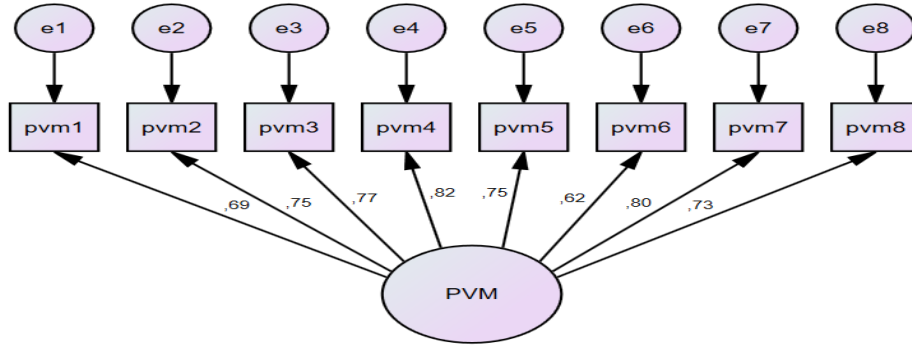 e1 e2 e3 e4 e5 e6 e7 e8
pvm1 pvm2 pvm3 pvm4 pvm5 pvm6 pvm7 pvm8
,69 ,75 ,77 ,82 ,75 ,62 ,80 ,73
PVM